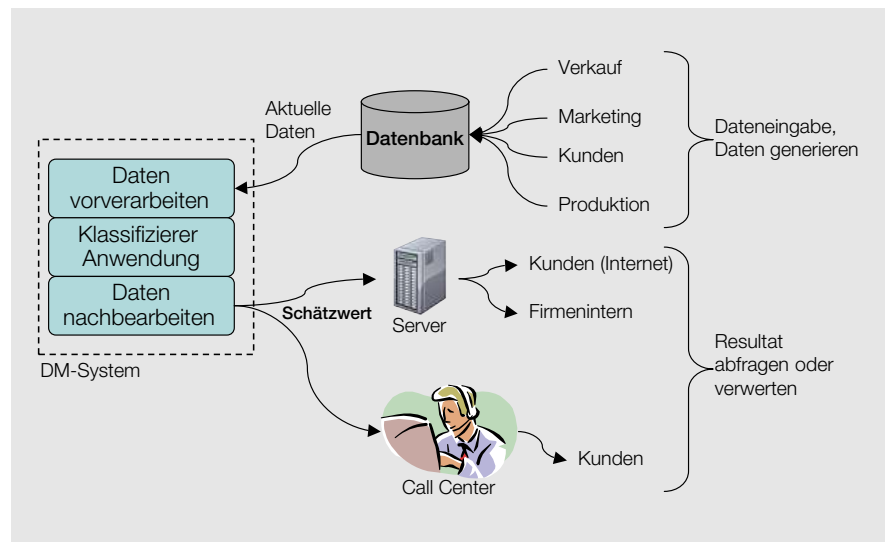 Verkauf
Marketing
Kunden
Produktion
Dateneingabe,
Daten generieren
Datenbank
Aktuelle
Daten
Daten
vorverarbeiten
Klassifizierer
Anwendung
Daten
nachbearbeiten
DM-System
Schätzwert
Server
Kunden (Internet)
Firmenintern
Resultat
abfragen oder
verwerten
Call Center
Kunden